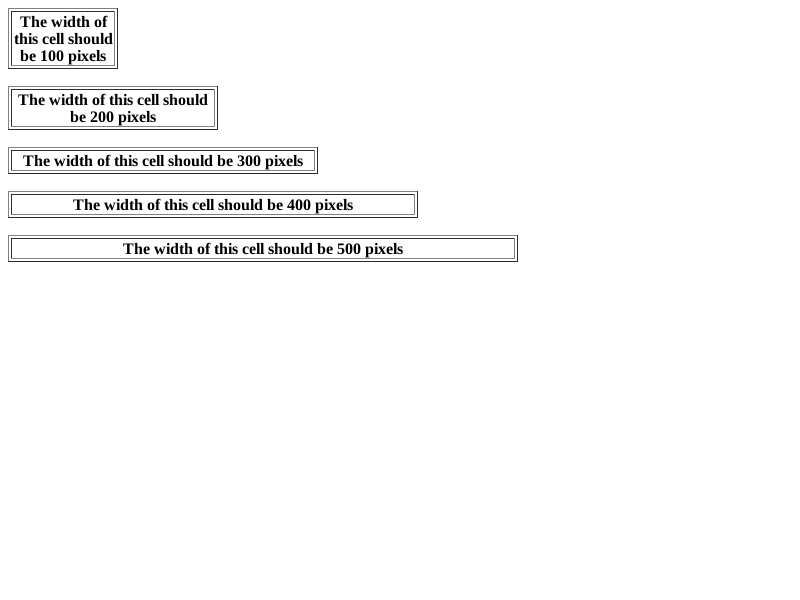 The width of
this cell should
be 100 pixels
The width of this cell should
be 200 pixels
The width of this cell should be 300 pixels
The width of this cell should be 400 pixels
The width of this cell should be 500 pixels